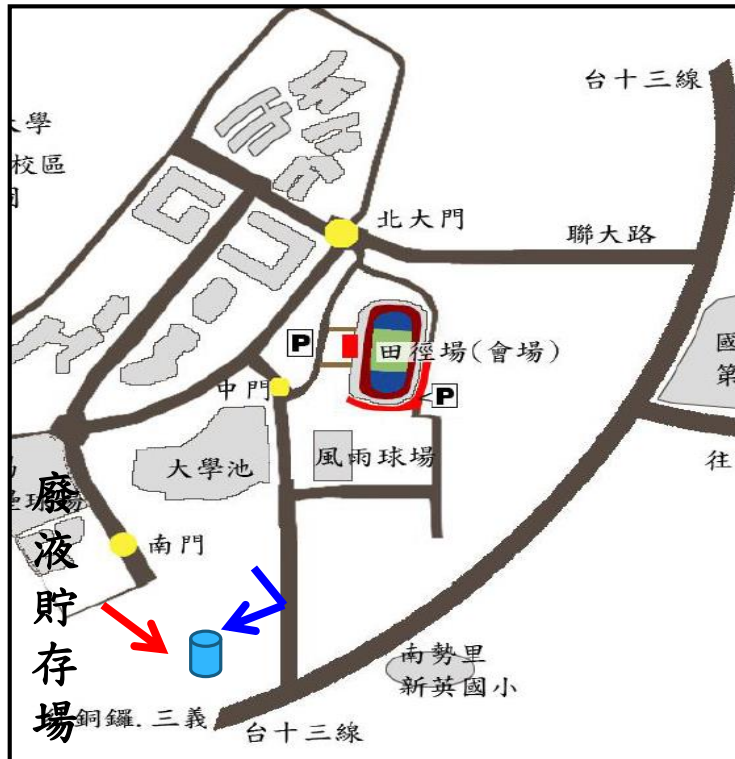 台十三線
大學
校區
北大門
聯大路
P
田徑場(會場)
國
第
中門
P
大學池
風雨球場
往
球場
南門
廢液貯存場
南勢里
新英國小
銅鑼.三義
台十三線